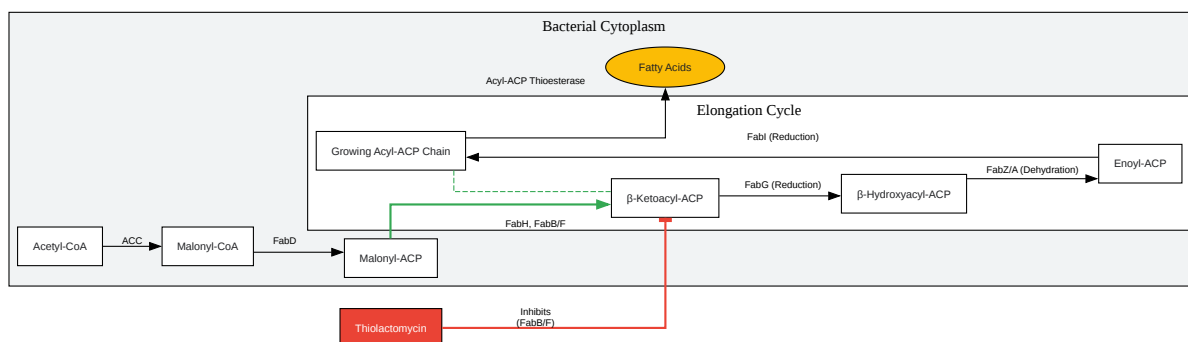 Bacterial Cytoplasm
Fatty Acids
Acyl-ACP Thioesterase
Elongation Cycle
FabI (Reduction)
Growing Acyl-ACP Chain
Enoyl-ACP
FabZ/A (Dehydration)
FabG (Reduction)
β-Ketoacyl-ACP
β-Hydroxyacyl-ACP
FabH, FabB/F
Acetyl-CoA
ACC
Malonyl-CoA
FabD
Malonyl-ACP
Thiolactomycin
Inhibits
(FabB/F)